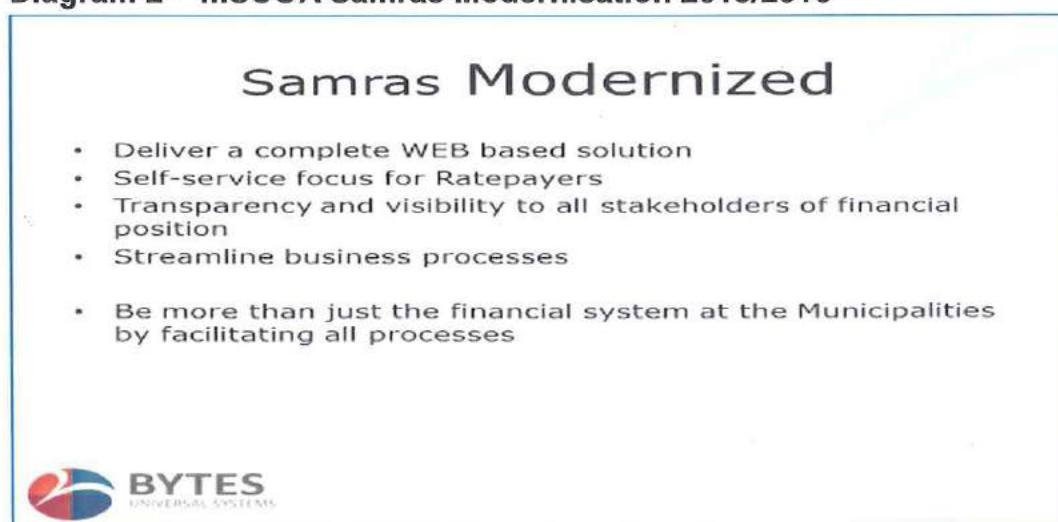 Samras Modernized
• Deliver a complete WEB based solution
• Self-service focus for Ratepayers
• Transparency and visibility to all stakeholders of financial
position
• Streamline business processes
• Be more than just the financial system at the Municipalities
by facilitating all processes
BYTES
UNIVERSAL SYSTEMS